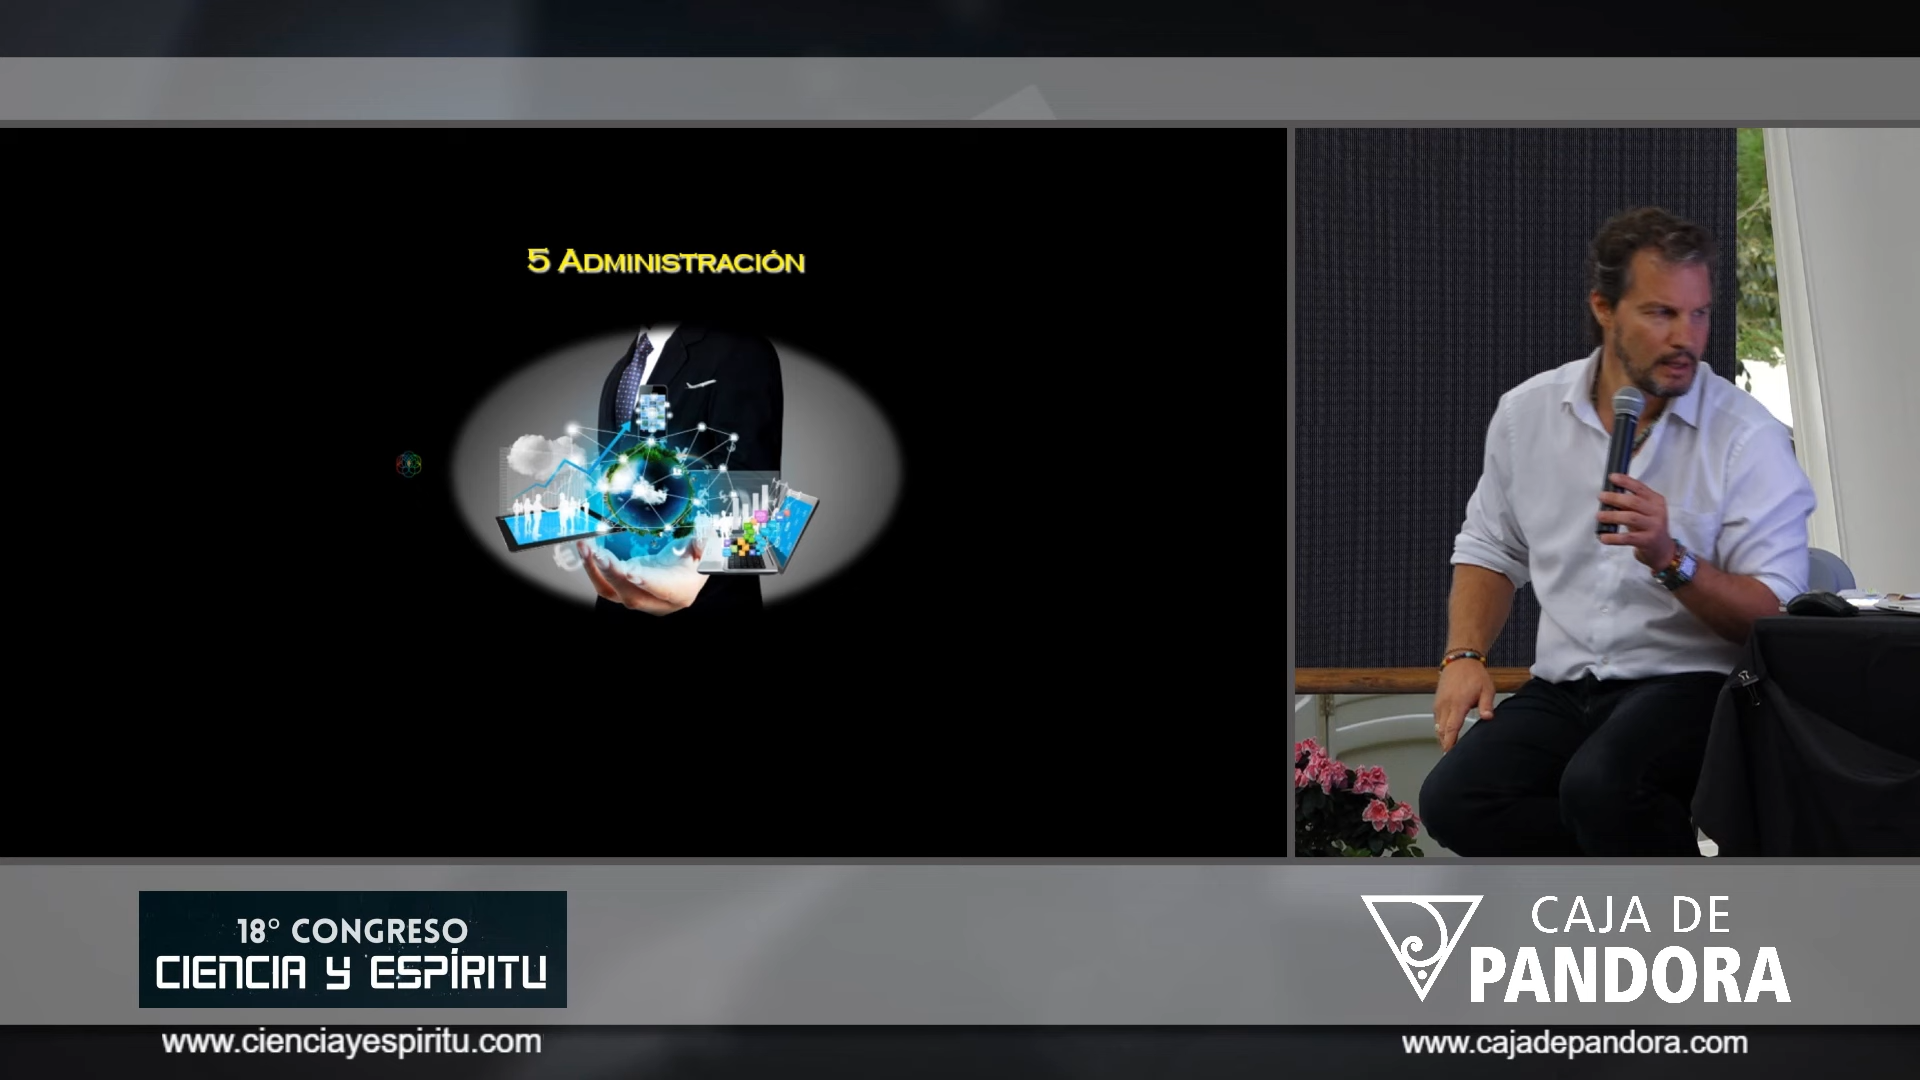 5 ADMINISTRACIÓN
18° CONGRESO
CIENCIA Y ESPÍRITU
www.cienciayespiritu.com
CAJA DE
PANDORA
www.cajadepandora.com